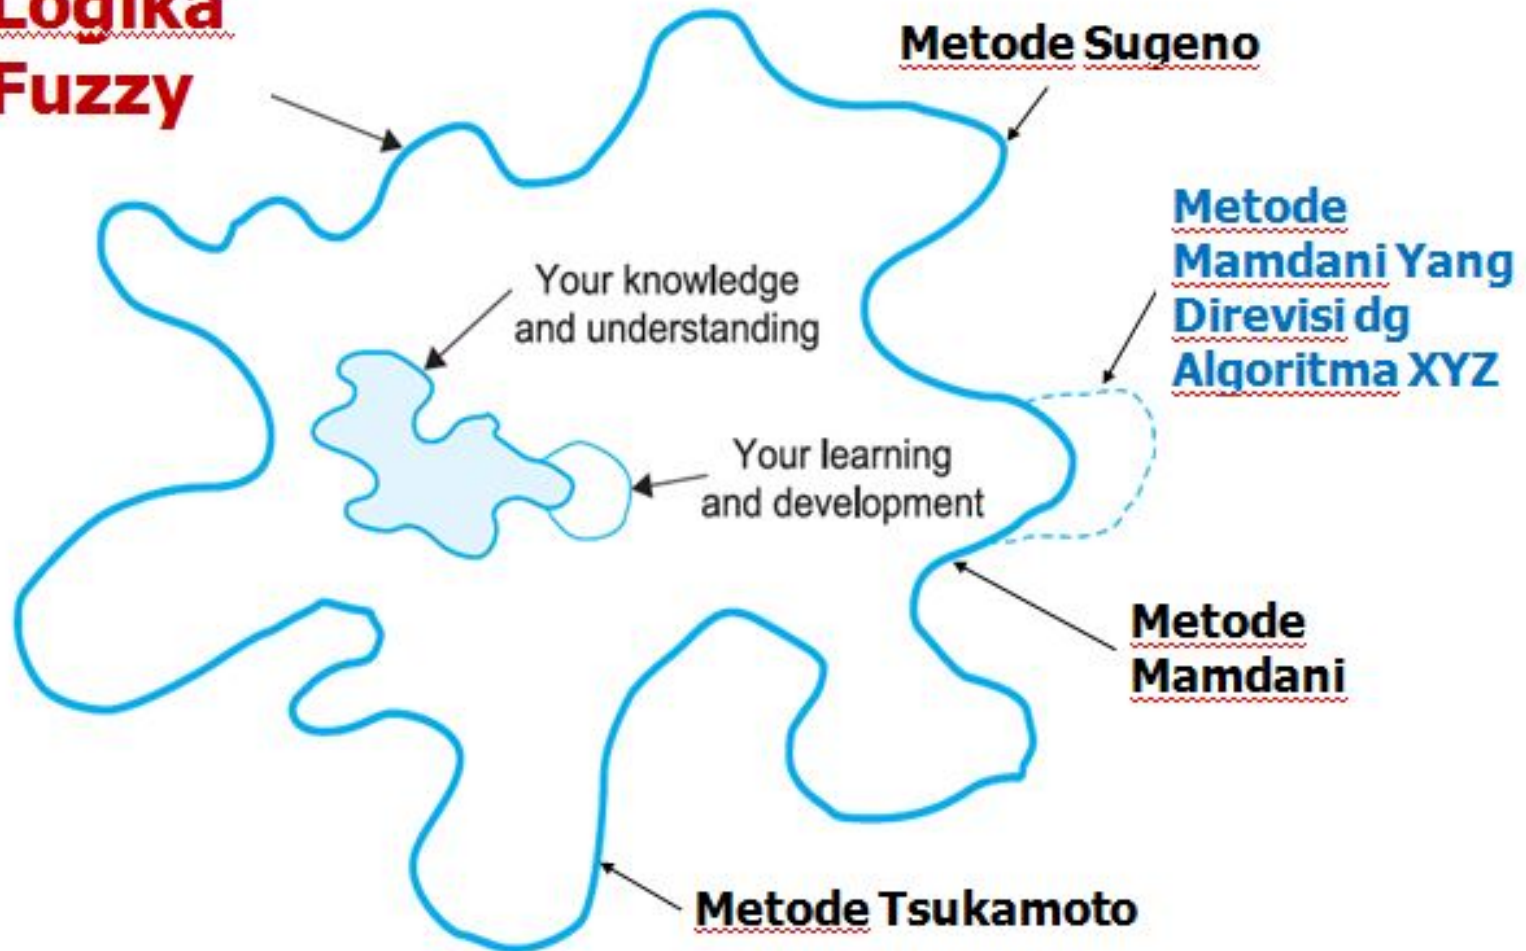 Logika
Fuzzy
Metode Sugeno
Metode
Mamdani Yang
Direvisi dg
Algoritma XYZ
Your knowledge
and understanding
Your learning
and development
Metode
Mamdani
Metode Tsukamoto